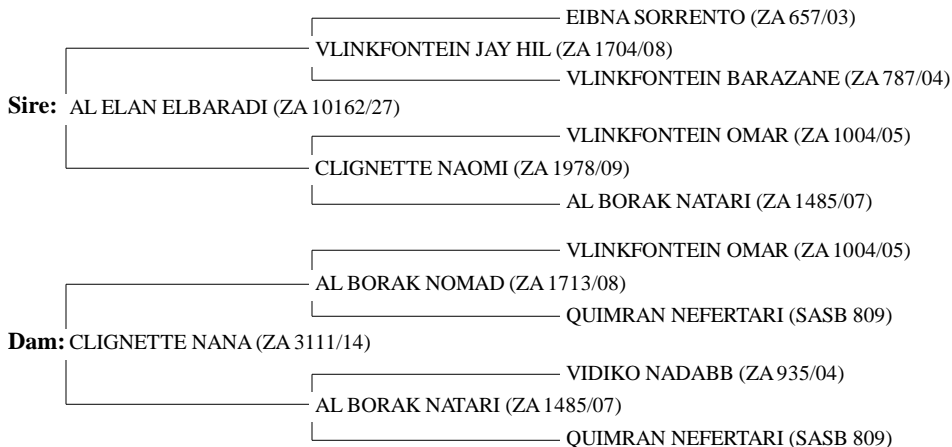 EIBNA SORRENTO (ZA 657/03)
VLINKFONTEIN JAY HIL (ZA 1704/08)
VLINKFONTEIN BARAZANE (ZA 787/04)
Sire: AL ELAN ELBARADI (ZA 10162/27)
VLINKFONTEIN OMAR (ZA 1004/05)
CLIGNETTE NAOMI (ZA 1978/09)
AL BORAK NATARI (ZA 1485/07)
VLINKFONTEIN OMAR (ZA 1004/05)
AL BORAK NOMAD (ZA 1713/08)
QUIMRAN NEFERTARI (SASB 809)
Dam: CLIGNETTE NANA (ZA 3111/14)
VIDIKO NADABB (ZA 935/04)
AL BORAK NATARI (ZA 1485/07)
QUIMRAN NEFERTARI (SASB 809)